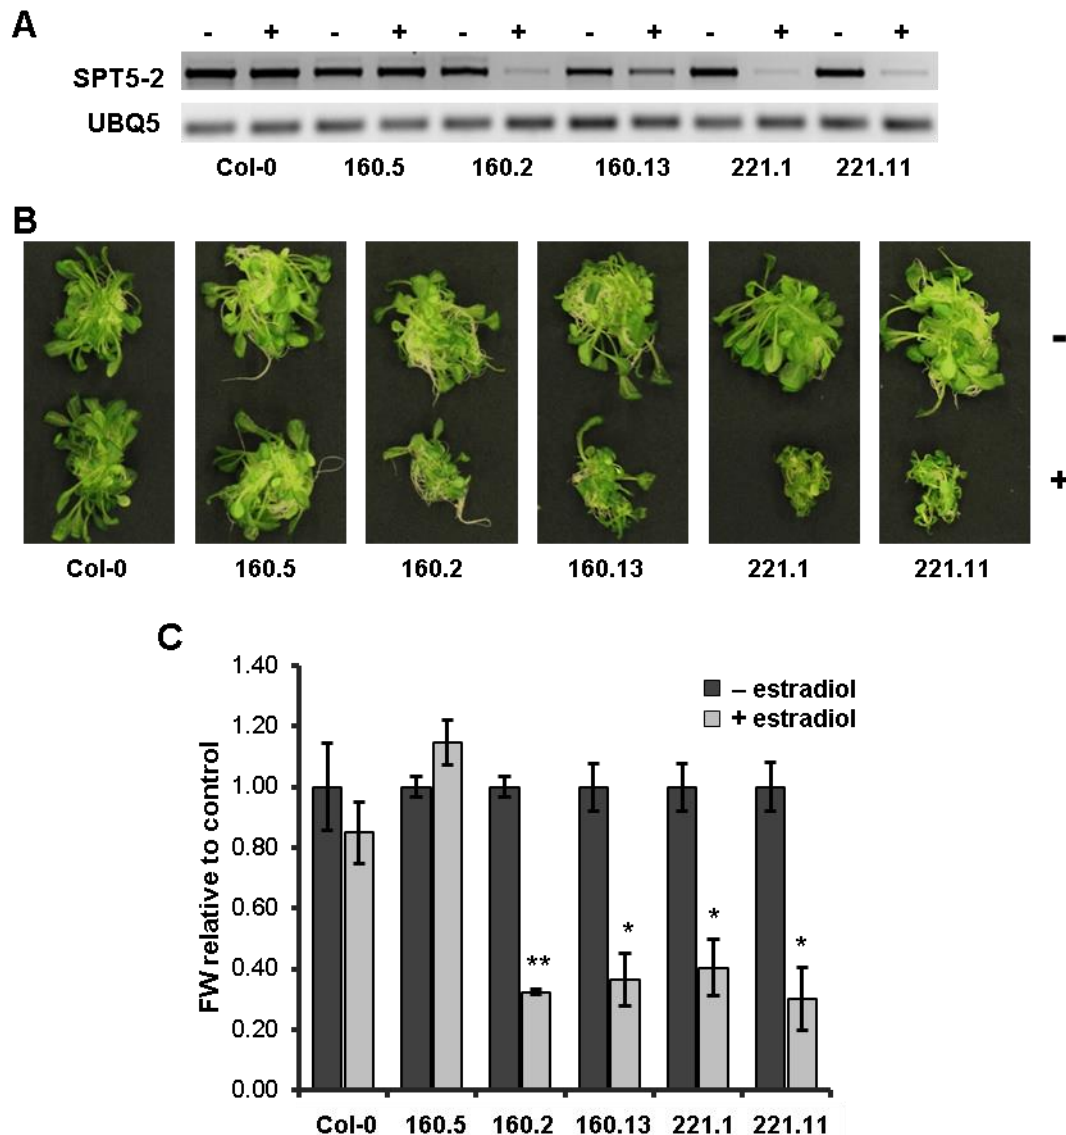 A
- + - + - + - + - + - +
SPT5-2
UBQ5
Col-0 160.5 160.2 160.13 221.1 221.11
B
-
+
Col-0 160.5 160.2 160.13 221.1 221.11
C
FW relative to control
1.40
1.20
1.00
0.80
0.60
0.40
0.20
0.00
– estradiol
+ estradiol
** * * *
Col-0 160.5 160.2 160.13 221.1 221.11